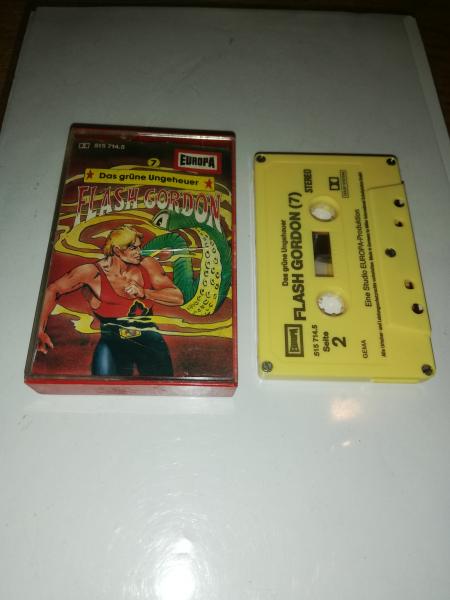 515 714.5
7
EUROPA
Das grüne Ungeheuer
FLASH GORDON
EUROPA
515 714.5
Seite
2
Das grüne Ungeheuer
FLASH GORDON (7)
STEREO
GEMA
Eine Studio EUROPA-Produktion